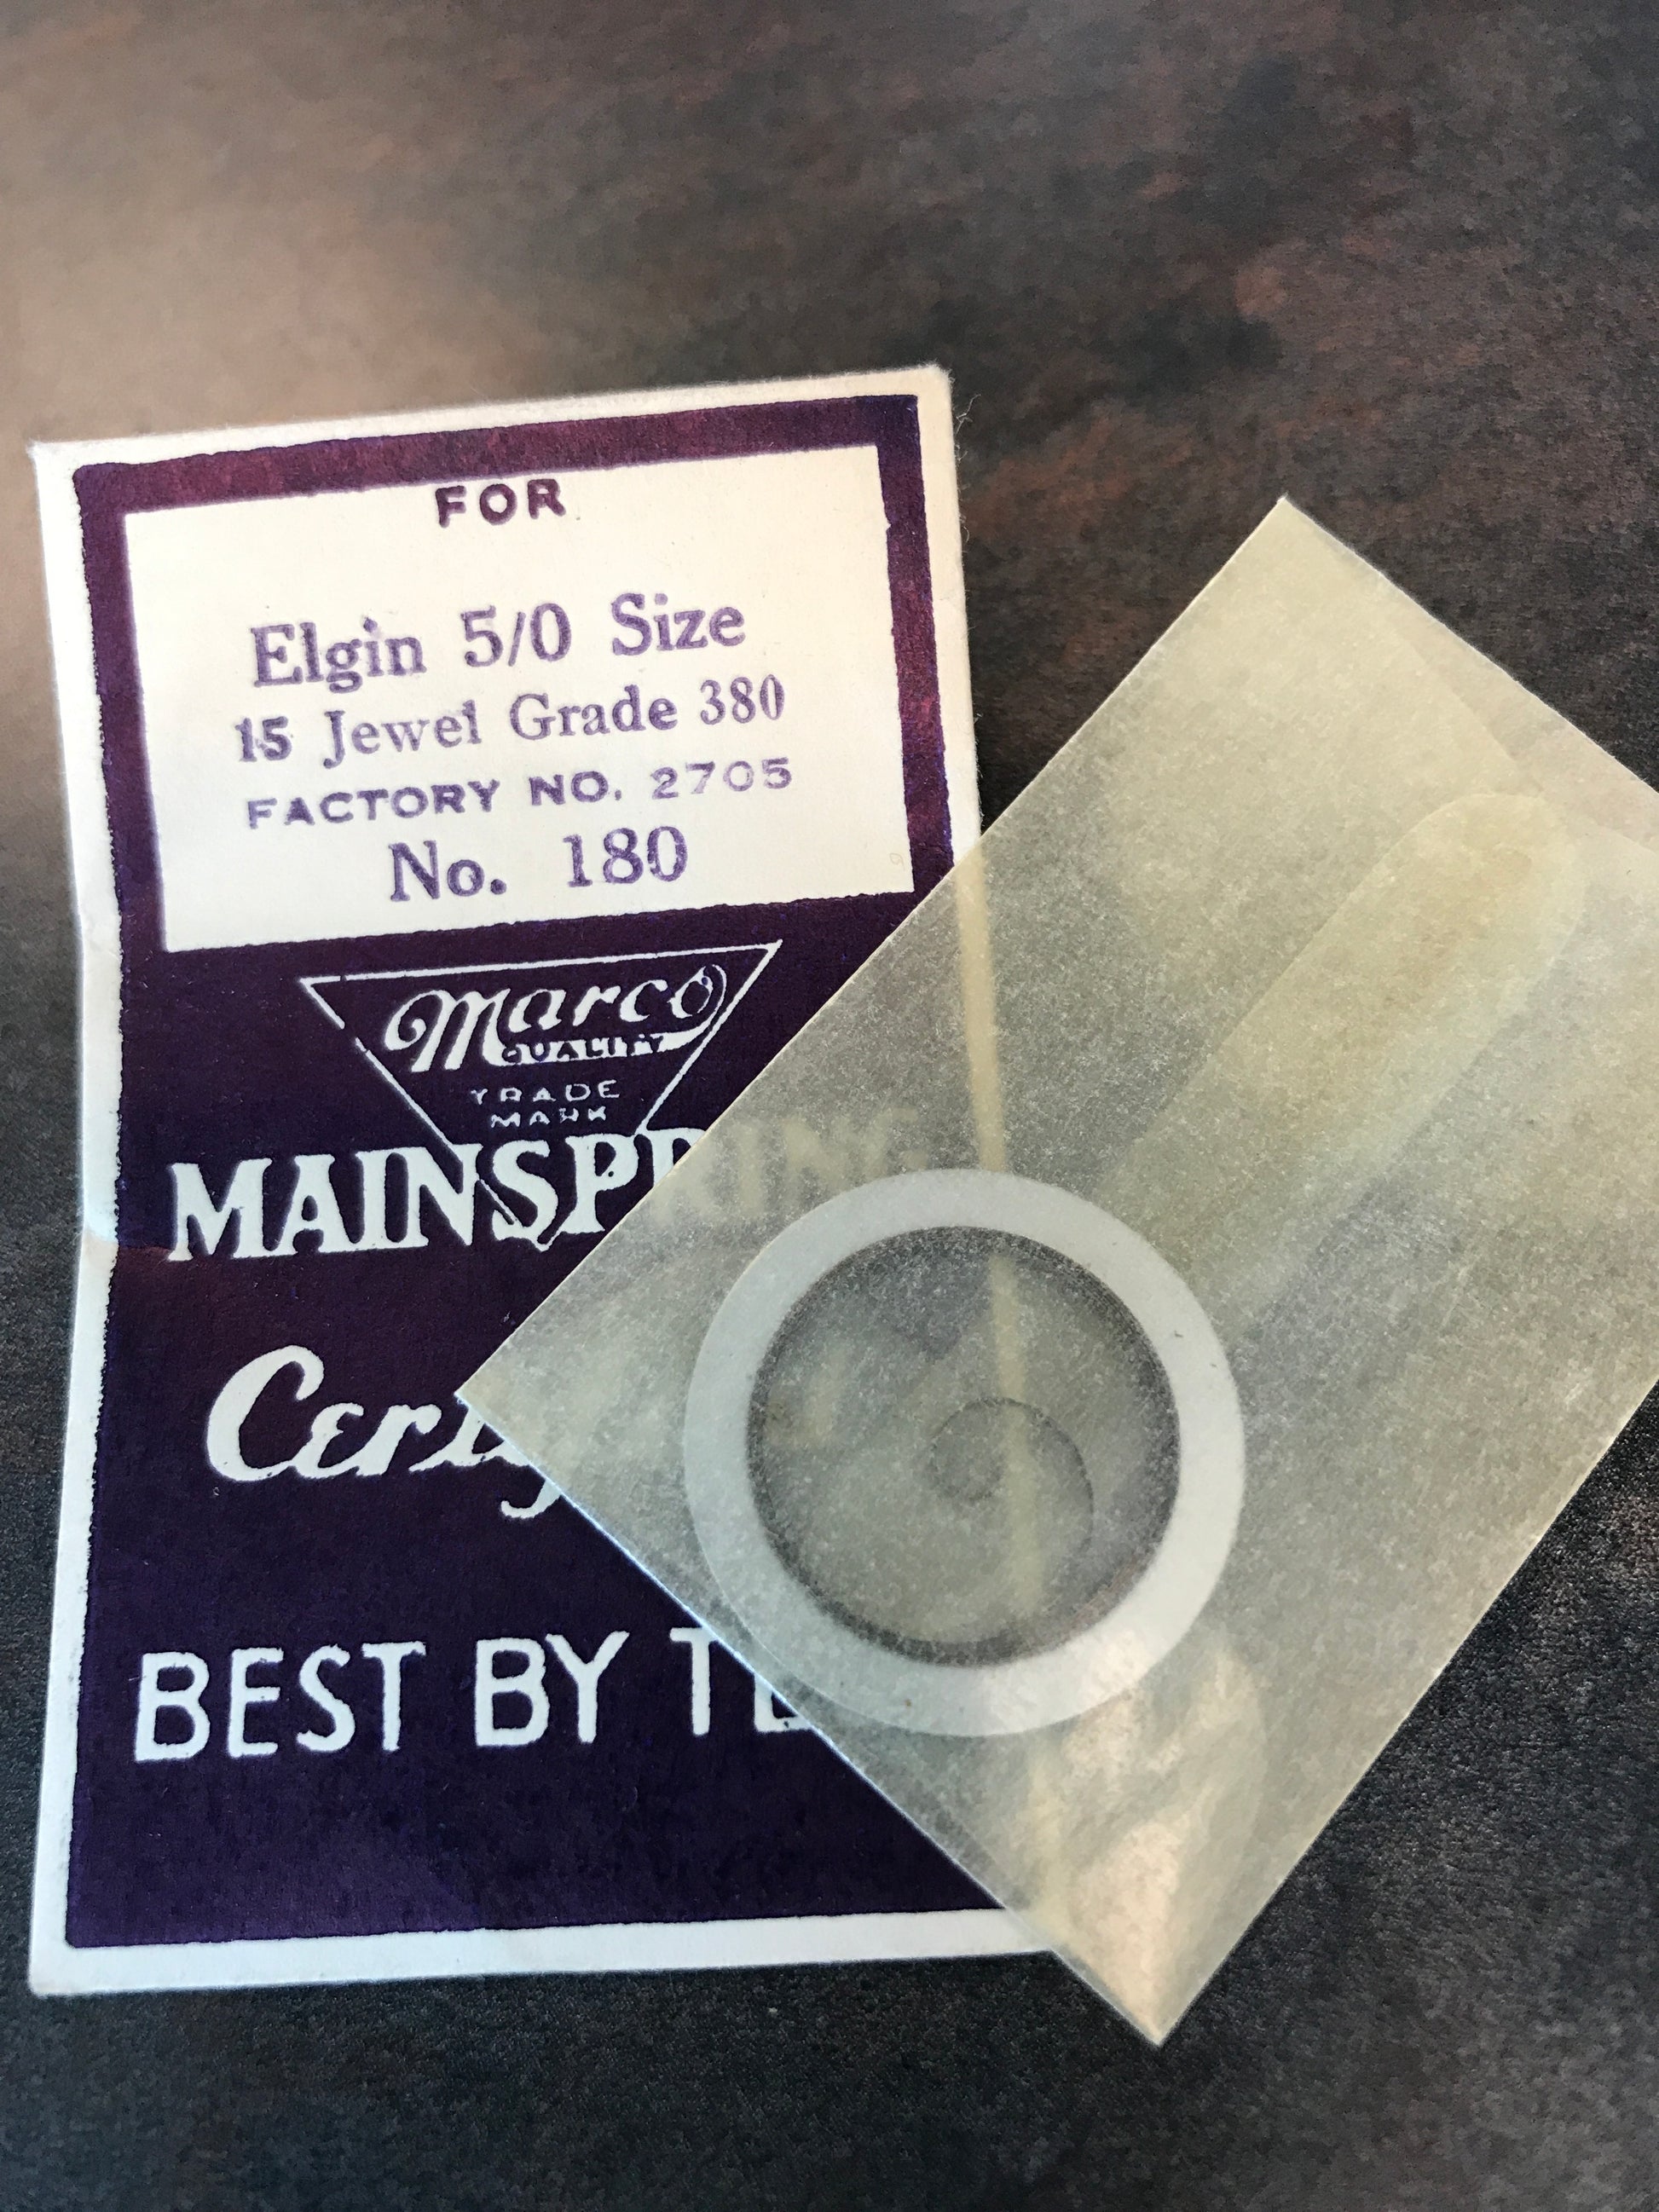 FOR
Elgin 5/0 Size
15 Jewel Grade 380
FACTORY NO. 2705
No. 180
Marco
QUALITY
TRADE
MARK
MAINSPRING
BEST BY